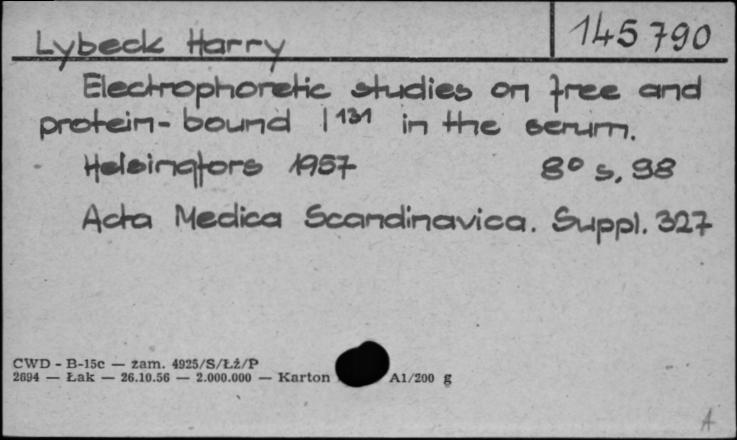 Lybeck Harry 145790
Electrophoretic studies on free and
protein-bound I¹³¹ in the serum.
Helsingfors 1957 8° s. 98
Acta Medica Scandinavica. Suppl. 327
CWD - B-15c — zam. 4925/S/Łż/P
2694 — Łak — 26.10.56 — 2.000.000 — Karton A1/200 g
A